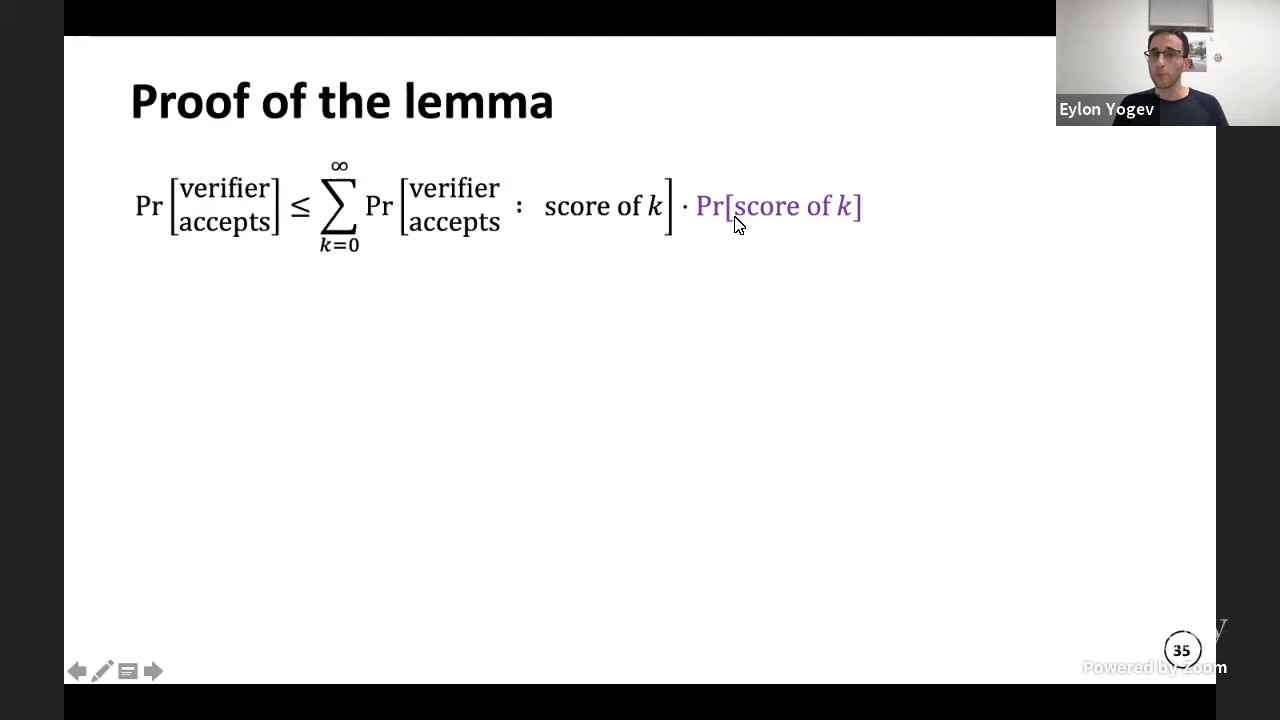 Proof of the lemma
Pr [verifier accepts] ≤ ∑_{k=0}^{∞} Pr [verifier accepts : score of k] · Pr[score of k]
Eylon Yogev
35
Powered by Zoom